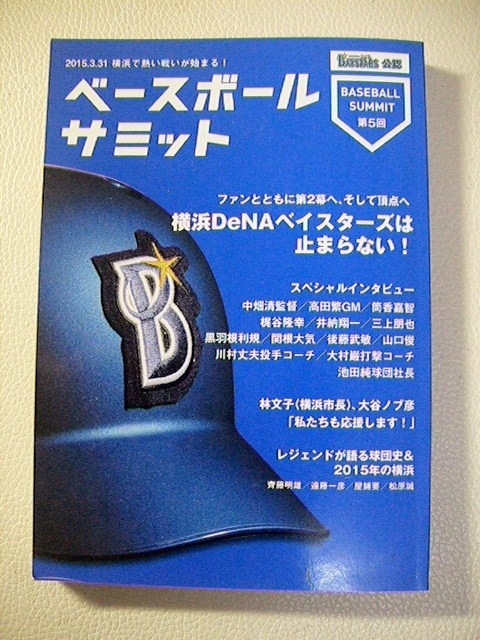 2015.3.31 横浜で熱い戦いが始まる!
ベースボール
サミット
BAYSTARS 公認
BASEBALL
SUMMIT
第5回
ファンとともに第2幕へ、そして頂点へ
横浜DeNAベイスターズは
止まらない!
スペシャルインタビュー
中畑清監督/高田繁GM/筒香嘉智
梶谷隆幸/井納翔一/三上朋也
黒羽根利規/関根大気/後藤武敏/山口俊
川村丈夫投手コーチ/大村巌打撃コーチ
池田純球団社長
林文子(横浜市長)、大谷ノブ彦
「私たちも応援します!」
レジェンドが語る球団史&
2015年の横浜
齊藤明雄/遠藤一彦/屋鋪要/松原誠